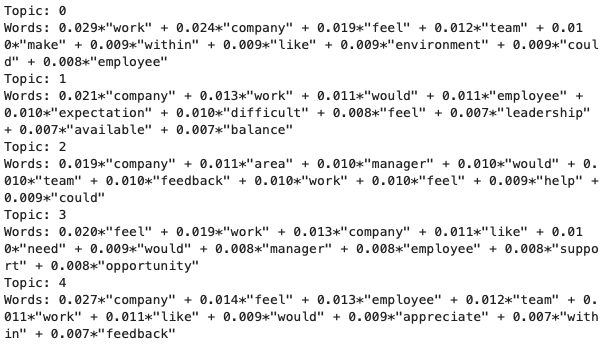 Topic: 0
Words: 0.029*"work" + 0.024*"company" + 0.019*"feel" + 0.012*"team" + 0.01
0*"make" + 0.009*"within" + 0.009*"like" + 0.009*"environment" + 0.009*"coul
d" + 0.008*"employee"
Topic: 1
Words: 0.021*"company" + 0.013*"work" + 0.011*"would" + 0.011*"employee" +
0.010*"expectation" + 0.010*"difficult" + 0.008*"feel" + 0.007*"leadership"
+ 0.007*"available" + 0.007*"balance"
Topic: 2
Words: 0.019*"company" + 0.011*"area" + 0.010*"manager" + 0.010*"would" + 0.
010*"team" + 0.010*"feedback" + 0.010*"work" + 0.010*"feel" + 0.009*"help" +
0.009*"could"
Topic: 3
Words: 0.020*"feel" + 0.019*"work" + 0.013*"company" + 0.011*"like" + 0.01
0*"need" + 0.009*"would" + 0.008*"manager" + 0.008*"employee" + 0.008*"suppo
rt" + 0.008*"opportunity"
Topic: 4
Words: 0.027*"company" + 0.014*"feel" + 0.013*"employee" + 0.012*"team" + 0.
011*"work" + 0.011*"like" + 0.009*"would" + 0.009*"appreciate" + 0.007*"with
in" + 0.007*"feedback"